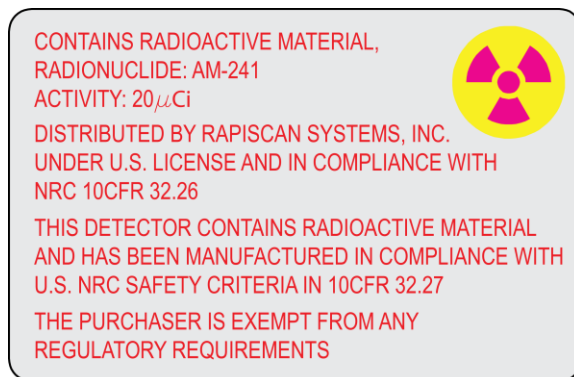 CONTAINS RADIOACTIVE MATERIAL,
RADIONUCLIDE: AM-241
ACTIVITY: 20μCi
DISTRIBUTED BY RAPISCAN SYSTEMS, INC.
UNDER U.S. LICENSE AND IN COMPLIANCE WITH
NRC 10CFR 32.26
THIS DETECTOR CONTAINS RADIOACTIVE MATERIAL
AND HAS BEEN MANUFACTURED IN COMPLIANCE WITH
U.S. NRC SAFETY CRITERIA IN 10CFR 32.27
THE PURCHASER IS EXEMPT FROM ANY
REGULATORY REQUIREMENTS